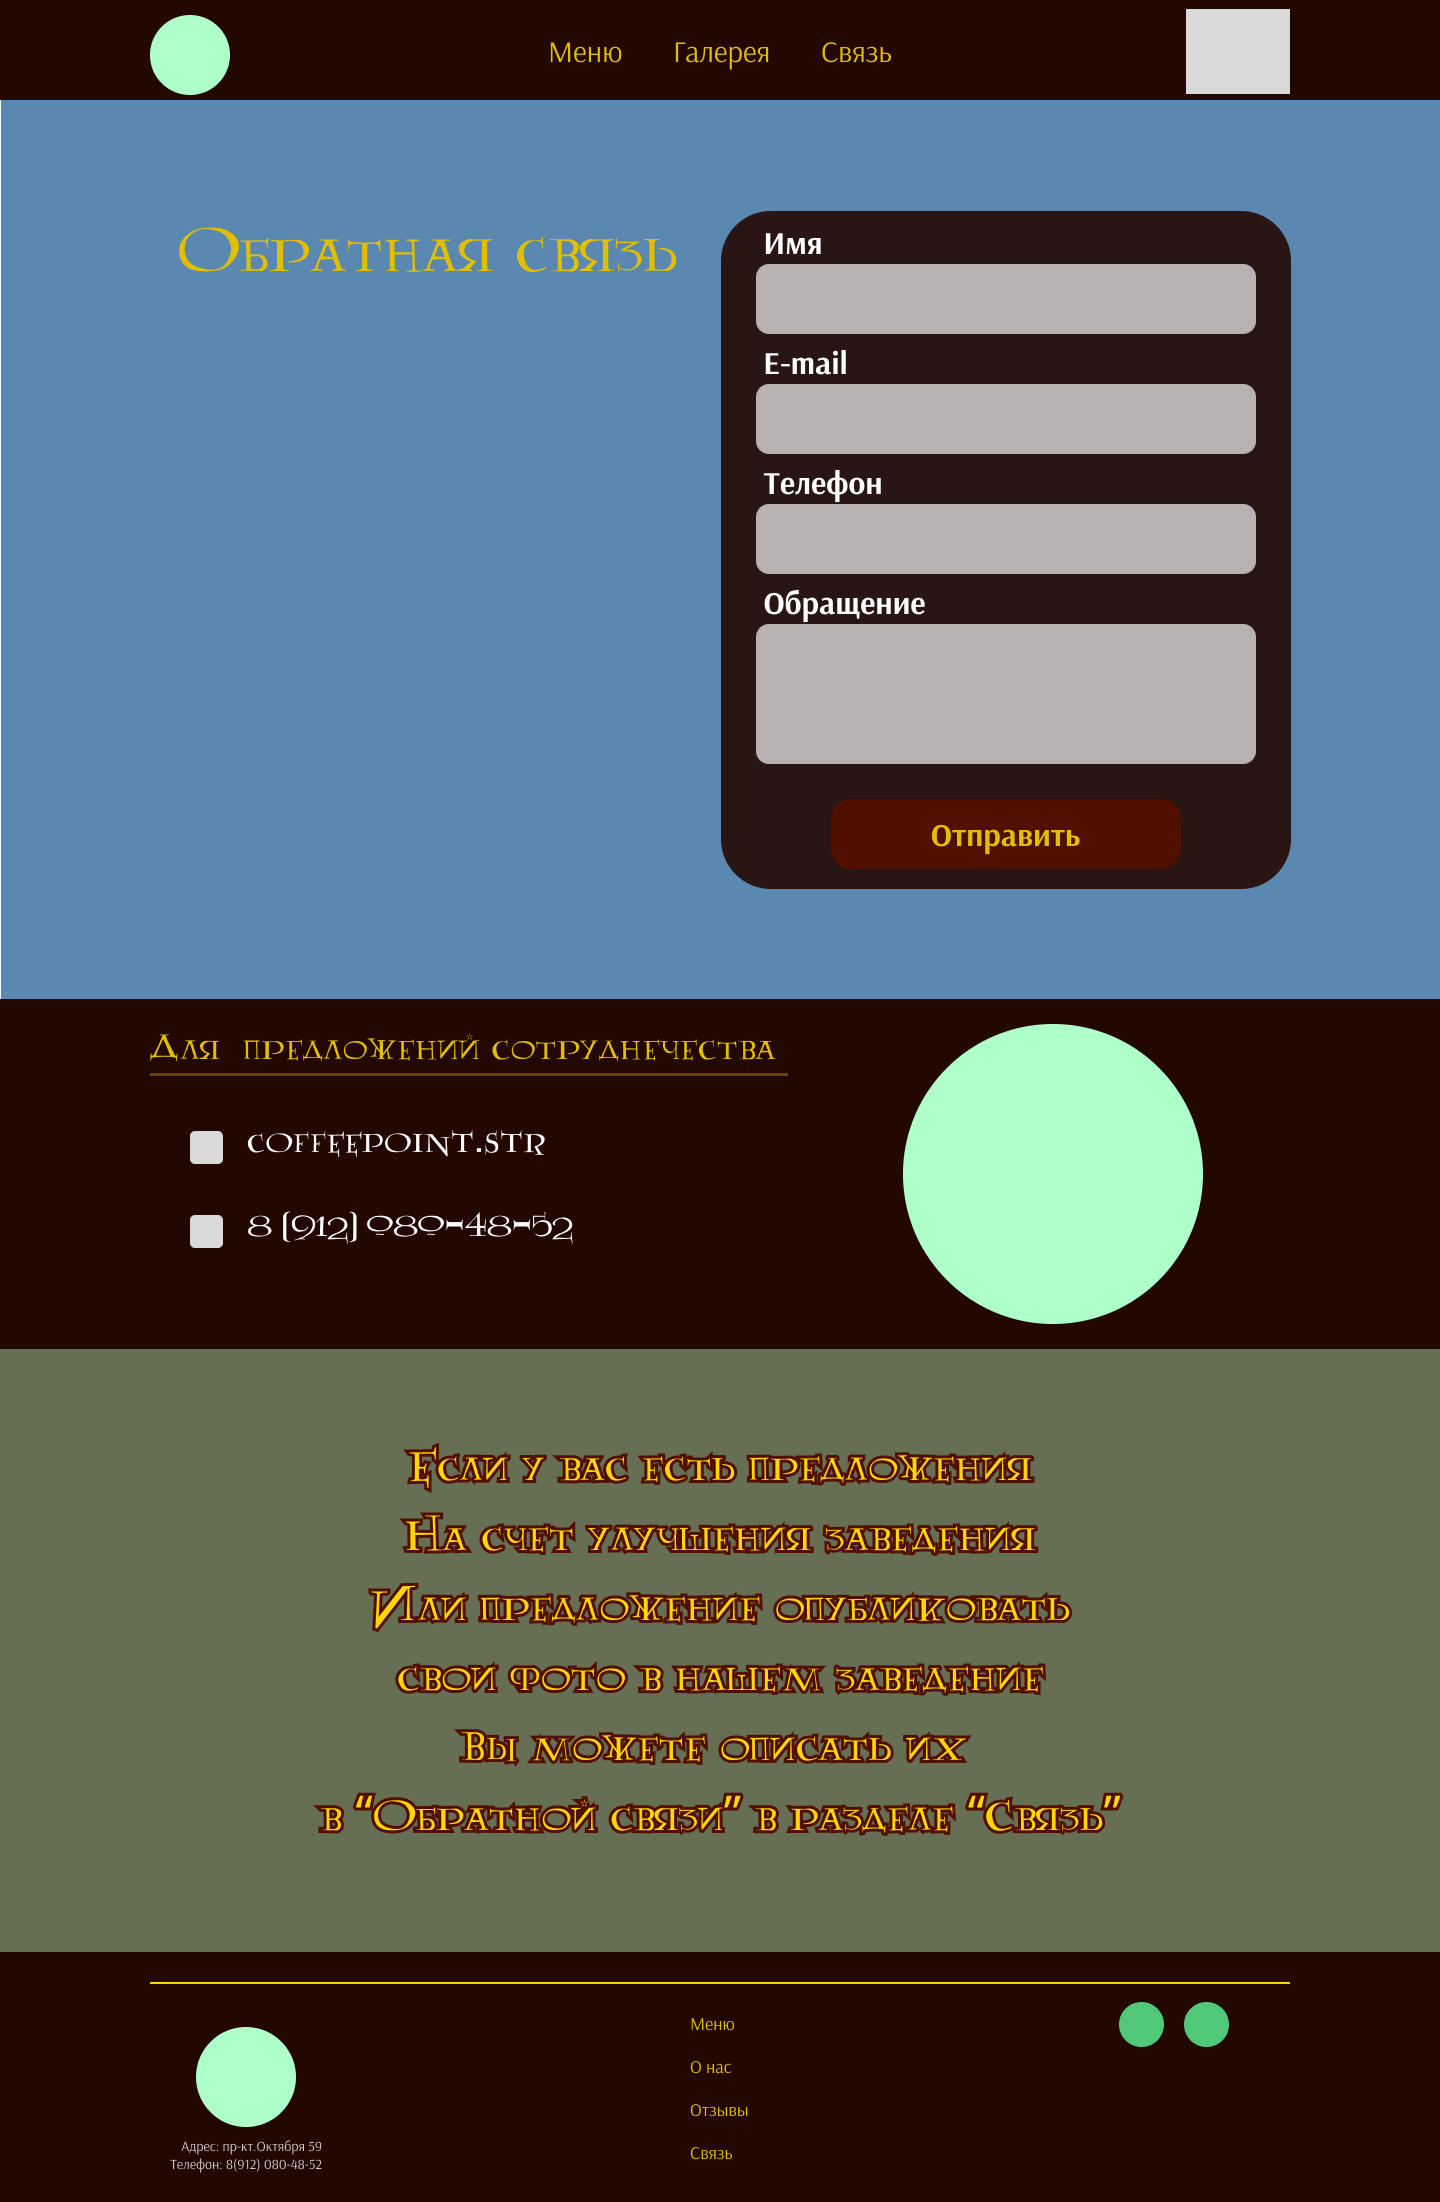 Меню Галерея Связь
Обратная связь
Имя
E-mail
Телефон
Обращение
Отправить
Для предложений сотруднечества
coffeepoint.str
8 (912) 080-48-52
Если у вас есть предложения
На счет улучшения заведения
Или предложение опубликовать
свои фото в нашем заведение
Вы можете описать их
в “Обратной связи” в разделе “Связь”
Меню
О нас
Отзывы
Связь
Адрес: пр-кт.Октября 59
Телефон: 8(912) 080-48-52